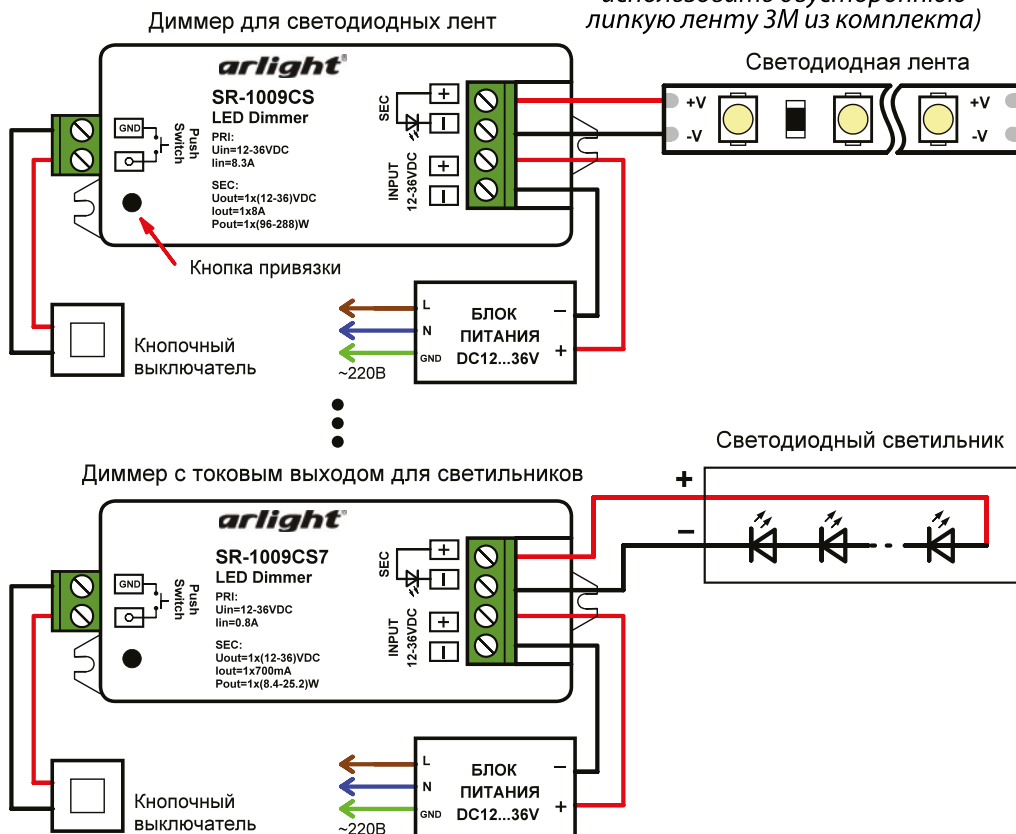 использовать двустороннюю
липкую ленту 3М из комплекта)
Диммер для светодиодных лент
Светодиодная лента
arlight
SR-1009CS
LED Dimmer
PRI:
Uin=12-36VDC
Iin=8.3A
SEC:
Uout=1x(12-36)VDC
Iout=1x8A
Pout=1x(96-288)W
GND
Push
Switch
SEC
+
−
INPUT
12-36VDC
+
−
+V
-V
+V
-V
Кнопка привязки
Кнопочный
выключатель
L
N
GND
~220В
БЛОК
ПИТАНИЯ
DC12...36V
−
+
Диммер с токовым выходом для светильников
Светодиодный светильник
+
−
arlight
SR-1009CS7
LED Dimmer
PRI:
Uin=12-36VDC
Iin=0.8A
SEC:
Uout=1x(12-36)VDC
Iout=1x700mA
Pout=1x(8.4-25.2)W
GND
Push
Switch
SEC
+
−
INPUT
12-36VDC
+
−
Кнопочный
выключатель
L
N
GND
~220В
БЛОК
ПИТАНИЯ
DC12...36V
−
+